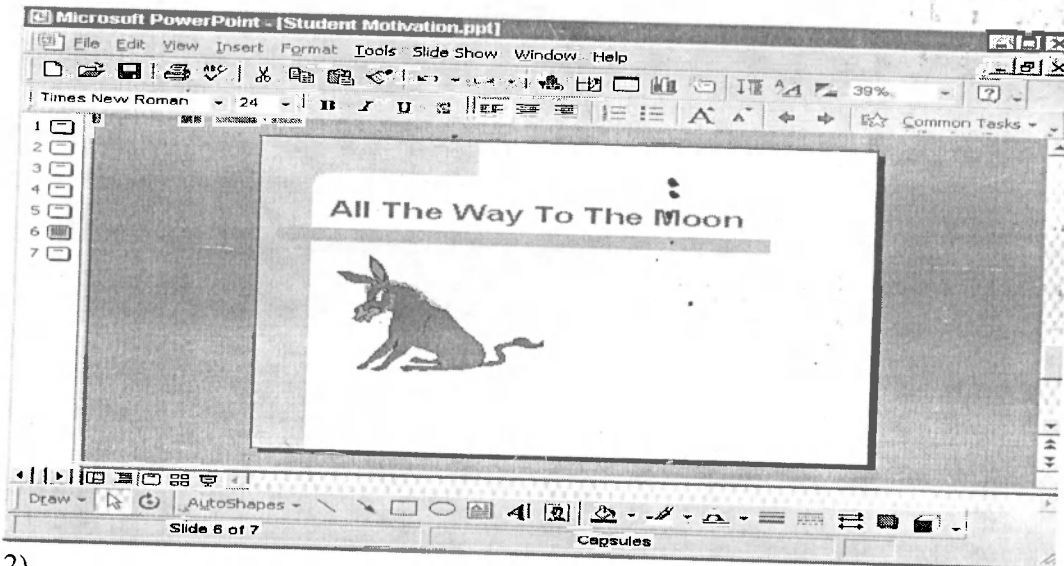 Microsoft PowerPoint - [Student Motivation.ppt]
File Edit View Insert Format Tools Slide Show Window Help
39%
Times New Roman 24 B I U Common Tasks
1
2
3
4
5
6
7
All The Way To The Moon
Draw AutoShapes
Slide 6 of 7 Capsules
2)